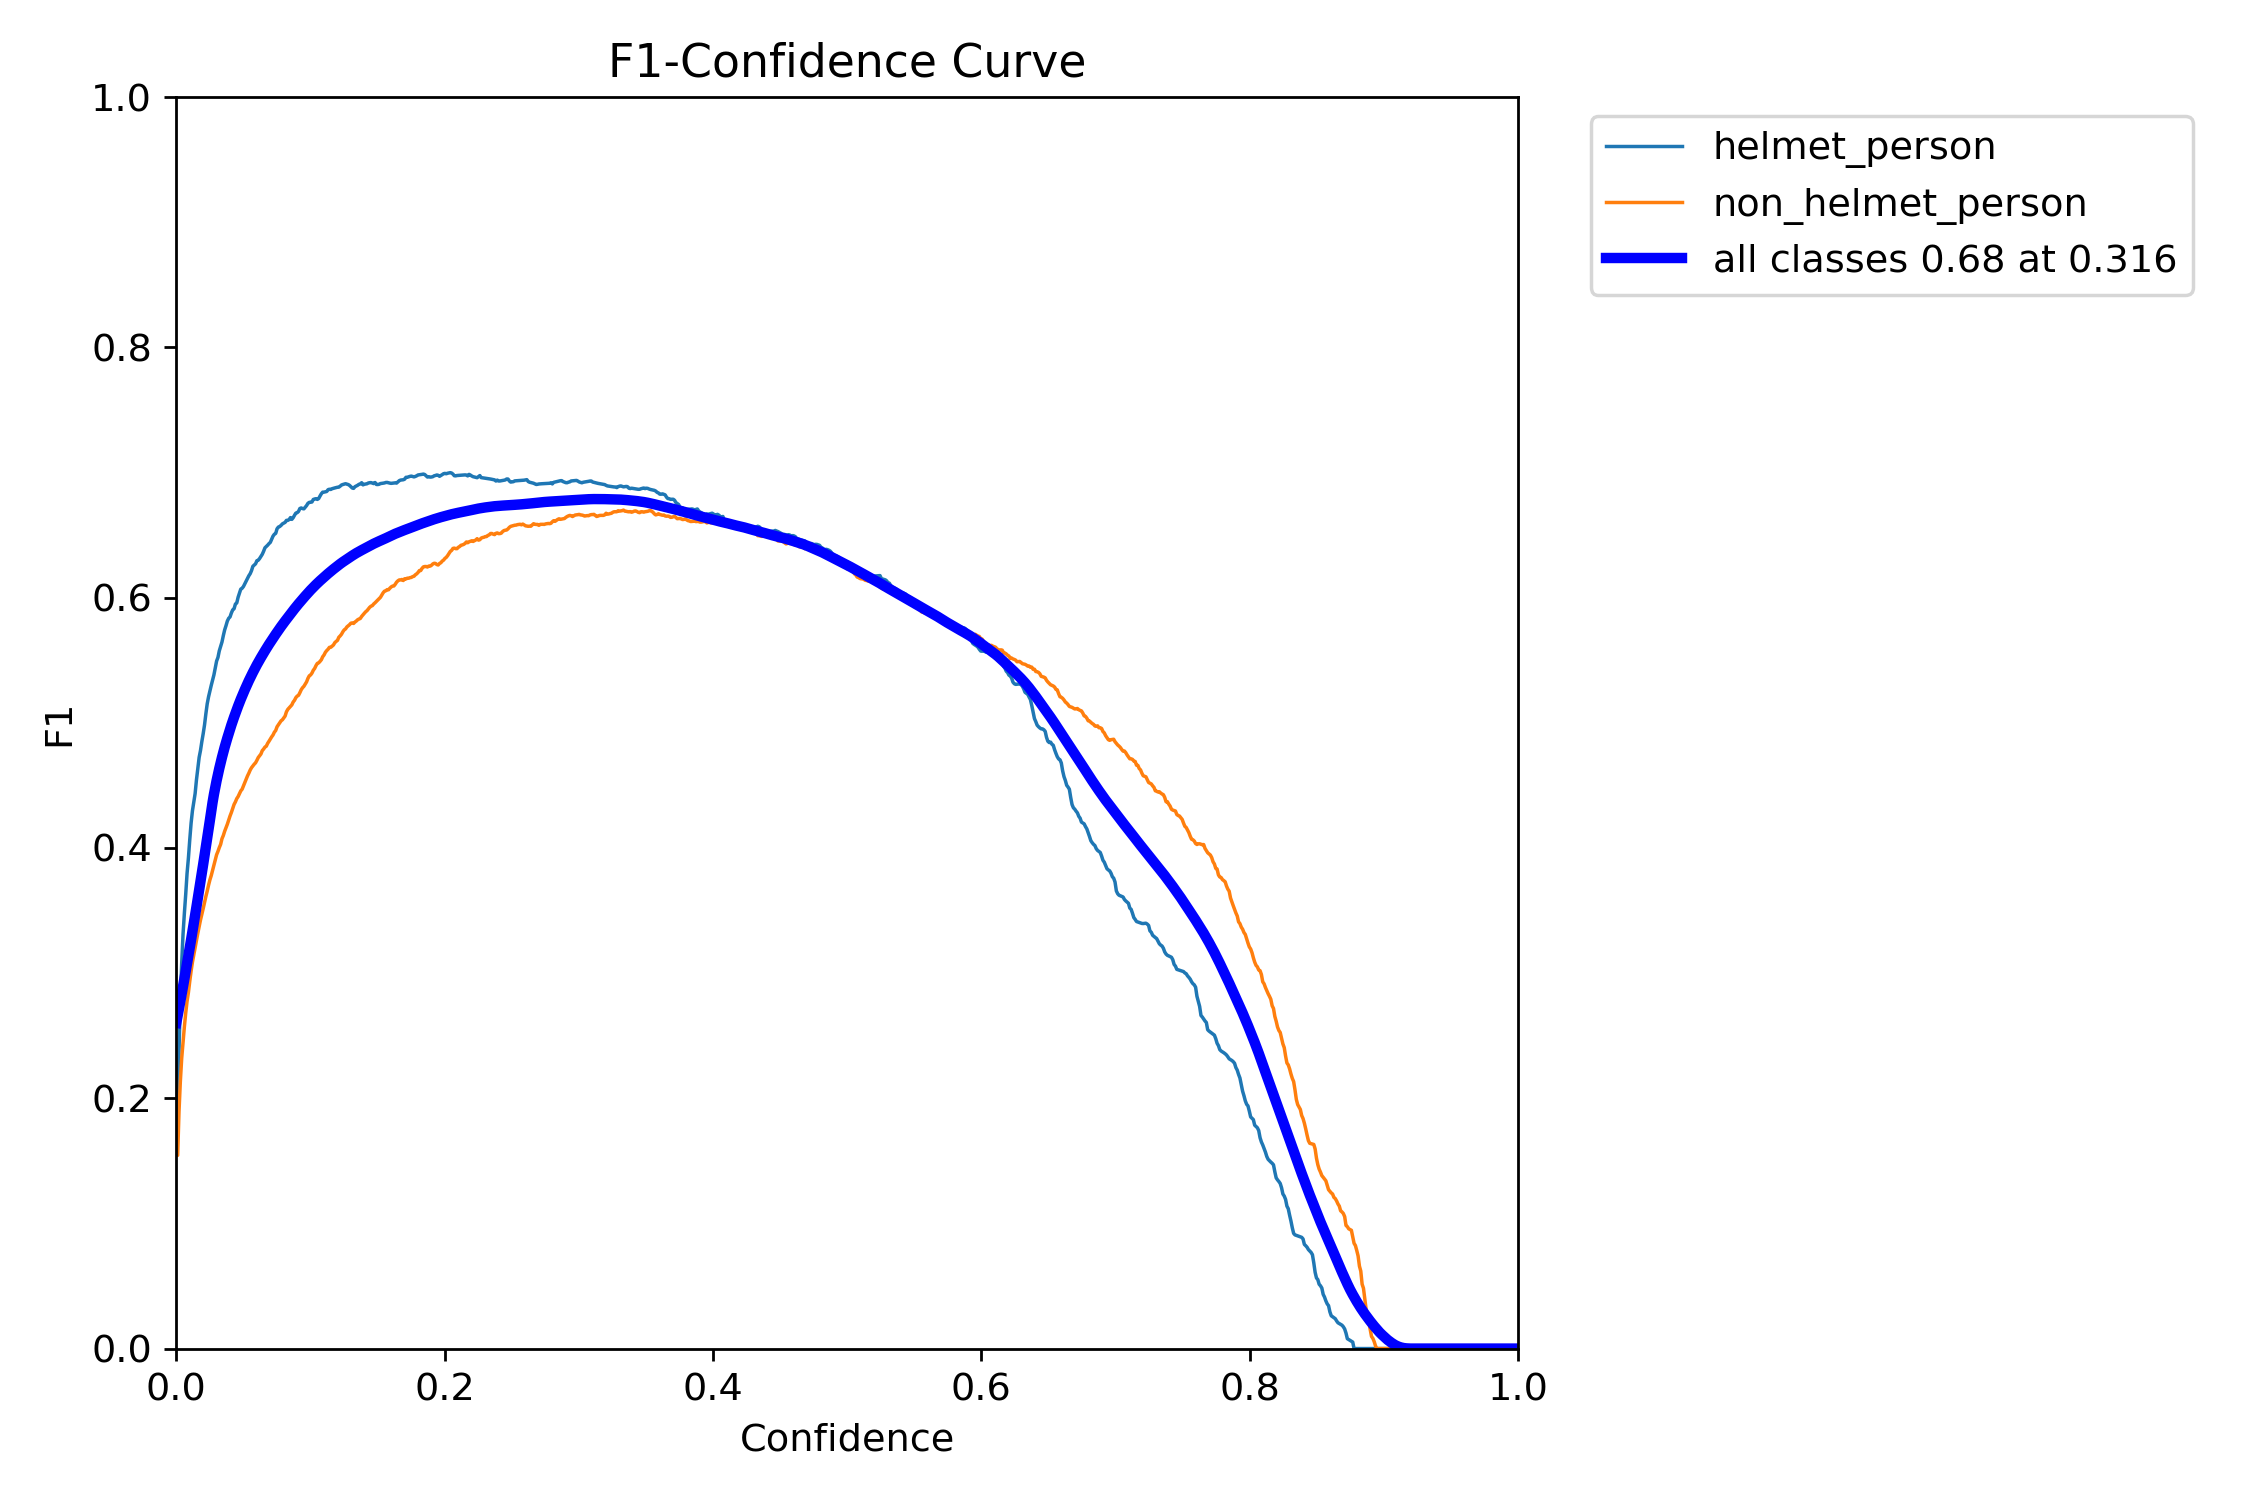 F1-Confidence Curve
1.0
0.8
0.6
0.4
0.2
0.0
F1
0.0 0.2 0.4 0.6 0.8 1.0
Confidence
helmet_person
non_helmet_person
all classes 0.68 at 0.316